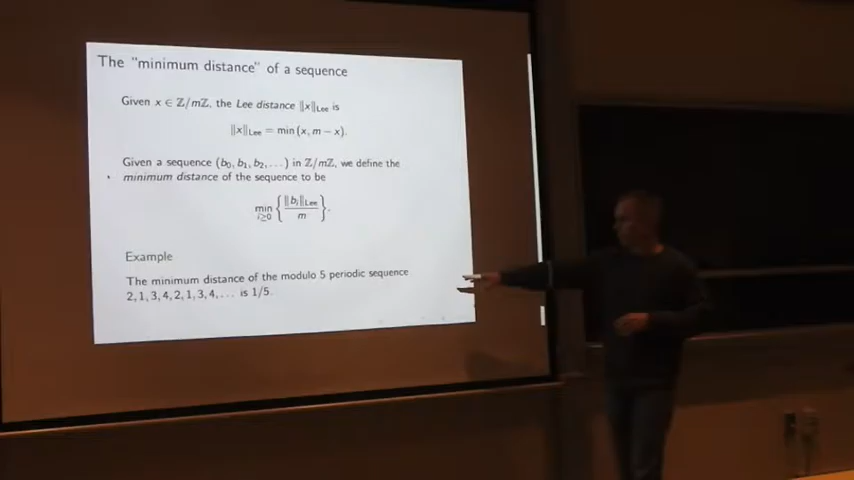 The "minimum distance" of a sequence
Given x ∈ ℤ/mℤ, the Lee distance ‖x‖Lee is
‖x‖Lee = min(x, m − x).
Given a sequence (b₀, b₁, b₂, …) in ℤ/mℤ, we define the
minimum distance of the sequence to be
min i≥0 { ‖bᵢ‖Lee / m }.
Example
The minimum distance of the modulo 5 periodic sequence
2, 1, 3, 4, 2, 1, 3, 4, … is 1/5.